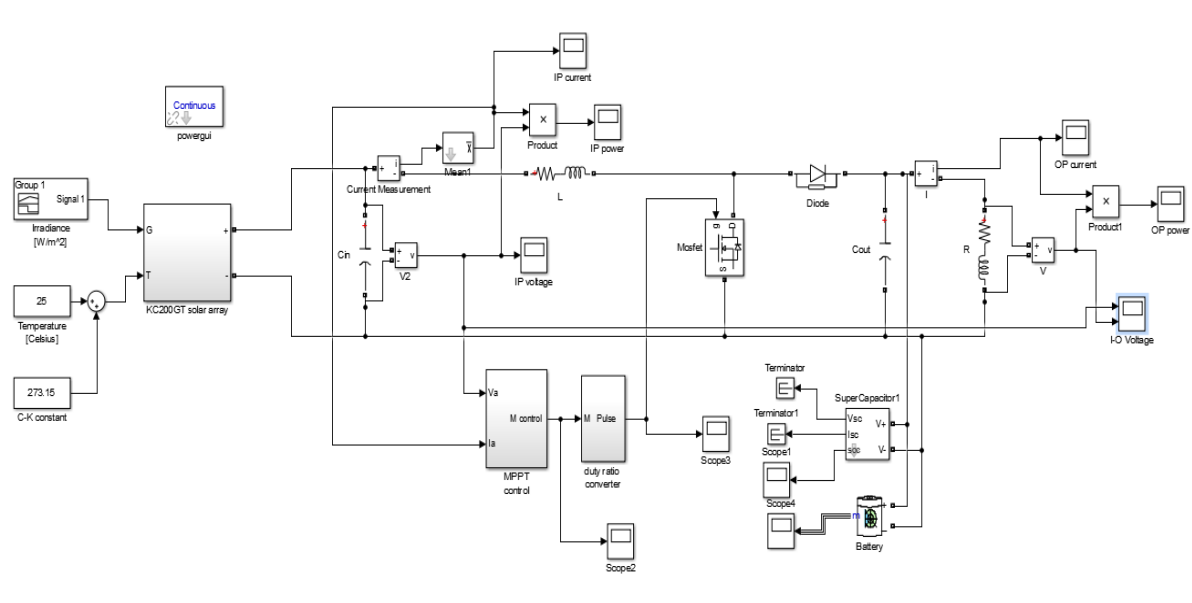 IP current
Continuous
powergui
x
Product
IP power
x
Mean1
i
+
-
Current Measurement
Group 1
Signal 1
Irradiance
[W/m^2]
G
T
+
-
KC200GT solar array
25
Temperature
[Celsius]
273.15
C-K constant
+
Cin
+
-
v
V2
IP voltage
L
g
D
S
Mosfet
Diode
+
Cout
+
i
-
I
OP current
x
Product1
OP power
R
+
-
v
V
I-O Voltage
Va
Ia
M control
MPPT
control
M
Pulse
duty ratio
converter
Scope3
Scope2
Terminator
Terminator1
SuperCapacitor1
Vsc
Isc
soc
V+
V-
Scope1
Scope4
m
+
-
Battery